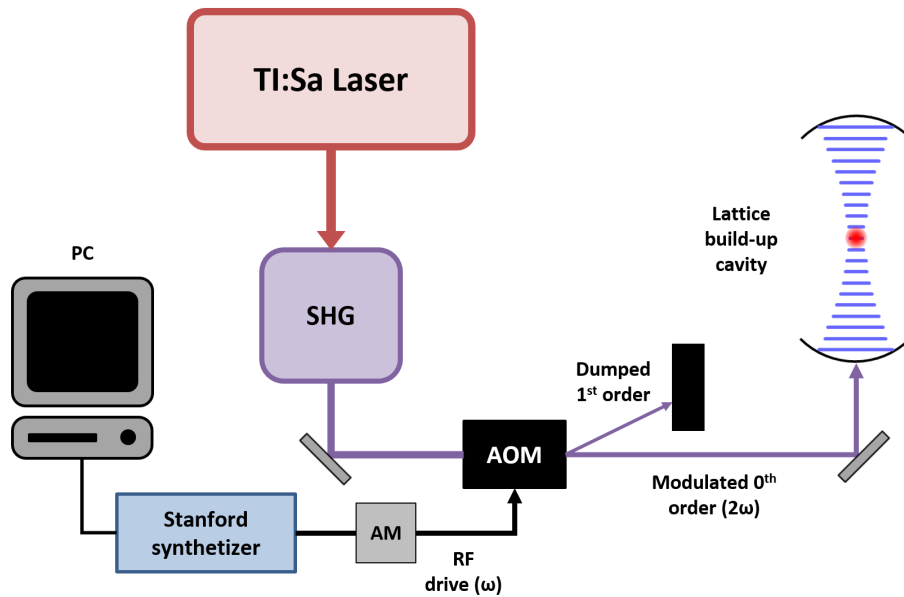 TI:Sa Laser
PC
SHG
Lattice
build-up
cavity
Dumped
1st order
AOM
Modulated 0th
order (2ω)
Stanford
synthetizer
AM
RF
drive (ω)